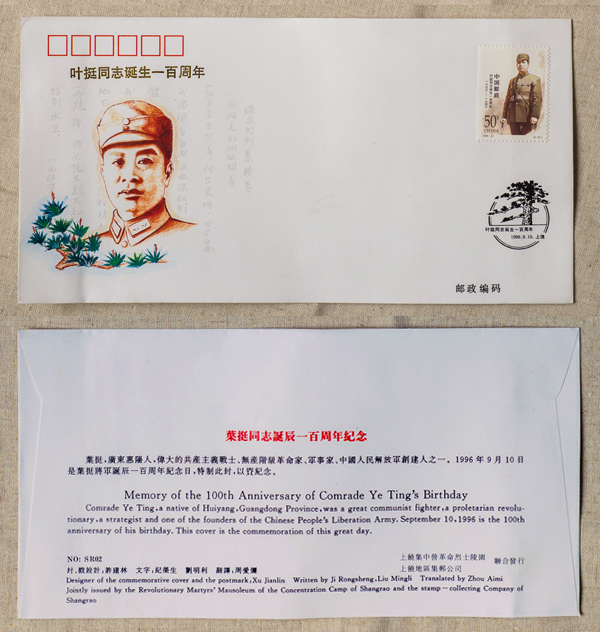 叶挺同志诞生一百周年
中国邮政
50分
CHINA
叶挺同志诞生一百周年
1996.9.10.上饶
邮政编码
葉挺同志誕辰一百周年紀念
葉挺,廣東惠陽人,偉大的共產主義戰士、無產階級革命家、軍事家、中國人民解放軍創建人之一。1996年9月10日
是葉挺將軍誕辰一百周年紀念日,特制此封,以資紀念。
Memory of the 100th Anniversary of Comrade Ye Ting's Birthday
Comrade Ye Ting,a native of Huiyang,Guangdong Province,was a great communist fighter,a proletarian revolu-
tionary,a strategist and one of the founders of the Chinese People's Liberation Army. September 10,1996 is the 100th
anniversary of his birthday. This cover is the commemoration of this great day.
NO: SR02
封、戳設計:許建林 文字:紀榮生 劉明利 翻譯:周愛彌
上饒集中營革命烈士陵園
上饒地區集郵公司
聯合發行
Designer of the commemorative cover and the postmark;Xu Jianlin Written by Ji Rongsheng,Liu Mingli Translated by Zhou Aimi
Jointly issued by the Revolutionary Martyrs' Mausoleum of the Concentration Camp of Shangrao and the stamp—collecting Company of
Shangrao